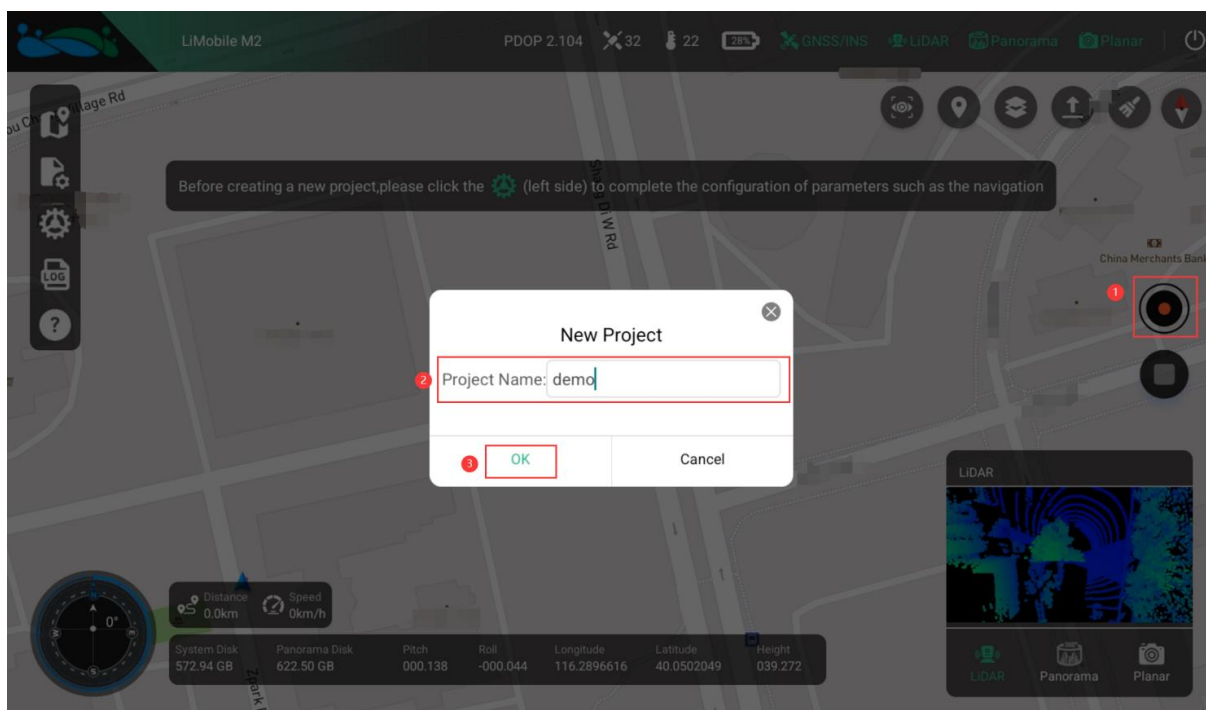 LiMobile M2
PDOP 2.104
32
22
28%
GNSS/INS
LiDAR
Panorama
Planar
Village Rd
Before creating a new project,please click the (left side) to complete the configuration of parameters such as the navigation
Di W Rd
LOG
?
China Merchants Bank
1
New Project
2
Project Name: demo
3
OK
Cancel
LiDAR
Distance
0.0km
Speed
0km/h
N
0°
W
E
S
System Disk
572.94 GB
Panorama Disk
622.50 GB
Pitch
000.138
Roll
-000.044
Longitude
116.2896616
Latitude
40.0502049
Height
039.272
LiDAR
Panorama
Planar